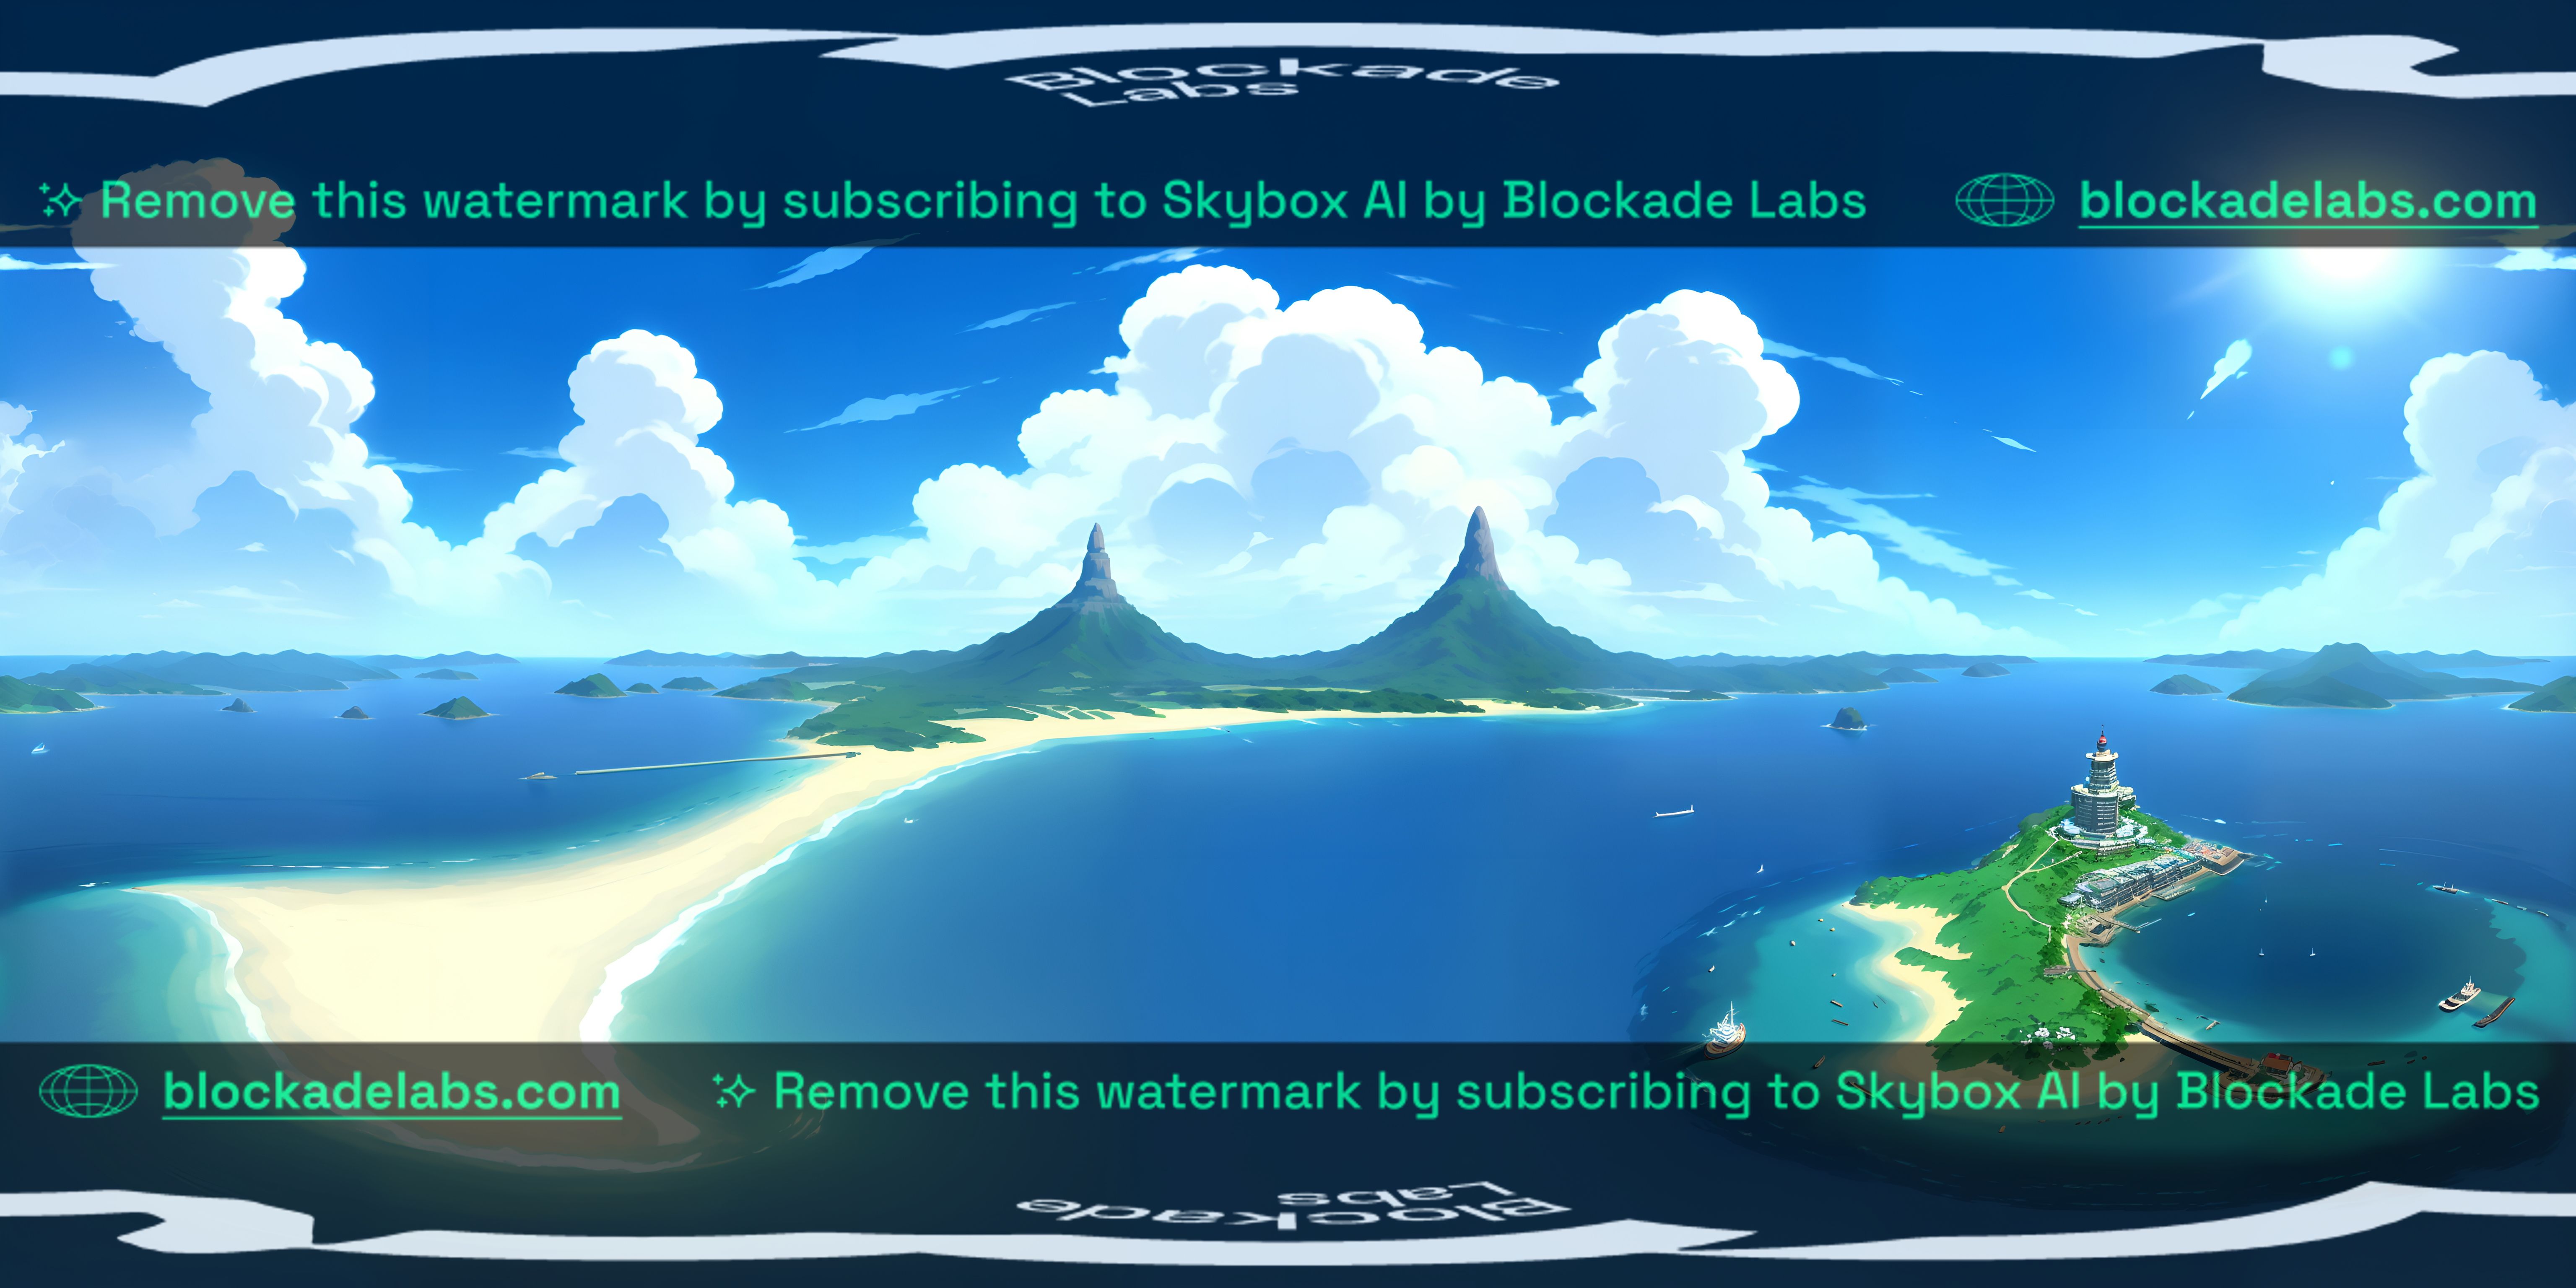 Blockade
Labs
Remove this watermark by subscribing to Skybox AI by Blockade Labs
blockadelabs.com
blockadelabs.com
Remove this watermark by subscribing to Skybox AI by Blockade Labs
Blockade
Labs